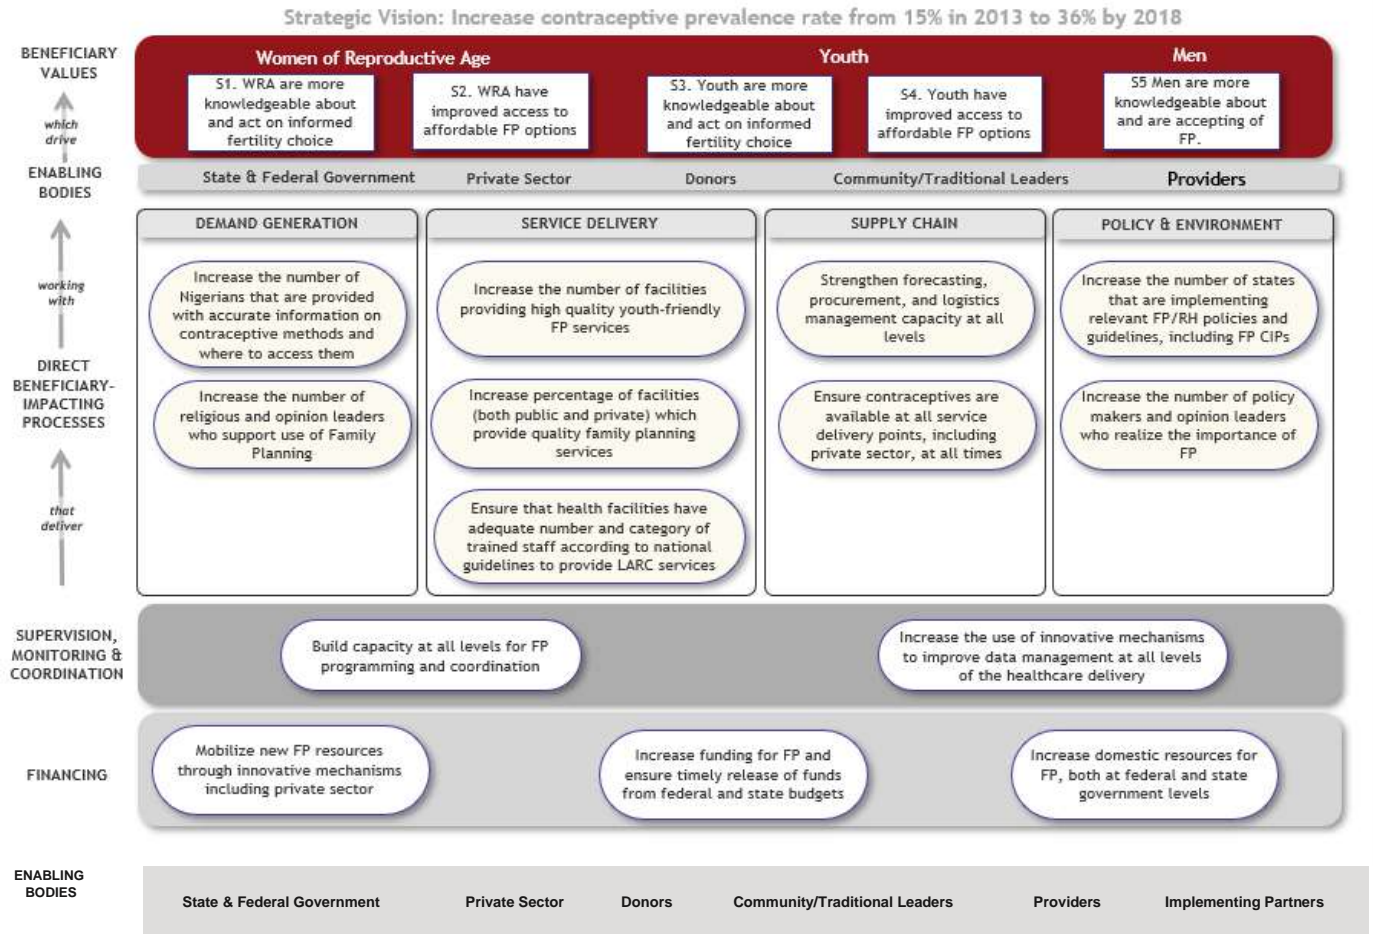 Strategic Vision: Increase contraceptive prevalence rate from 15% in 2013 to 36% by 2018
BENEFICIARY
VALUES
which
drive
Women of Reproductive Age
Youth
Men
S1. WRA are more
knowledgeable about
and act on informed
fertility choice
S2. WRA have
improved access to
affordable FP options
S3. Youth are more
knowledgeable about
and act on informed
fertility choice
S4. Youth have
improved access to
affordable FP options
S5 Men are more
knowledgeable about
and are accepting of
FP.
ENABLING
BODIES
State & Federal Government
Private Sector
Donors
Community/Traditional Leaders
Providers
working
with
DIRECT
BENEFICIARY-
IMPACTING
PROCESSES
that
deliver
DEMAND GENERATION
Increase the number of
Nigerians that are provided
with accurate information on
contraceptive methods and
where to access them
Increase the number of
religious and opinion leaders
who support use of Family
Planning
SERVICE DELIVERY
Increase the number of facilities
providing high quality youth-friendly
FP services
Increase percentage of facilities
(both public and private) which
provide quality family planning
services
Ensure that health facilities have
adequate number and category of
trained staff according to national
guidelines to provide LARC services
SUPPLY CHAIN
Strengthen forecasting,
procurement, and logistics
management capacity at all
levels
Ensure contraceptives are
available at all service
delivery points, including
private sector, at all times
POLICY & ENVIRONMENT
Increase the number of states
that are implementing
relevant FP/RH policies and
guidelines, including FP CIPs
Increase the number of policy
makers and opinion leaders
who realize the importance of
FP
SUPERVISION,
MONITORING &
COORDINATION
Build capacity at all levels for FP
programming and coordination
Increase the use of innovative mechanisms
to improve data management at all levels
of the healthcare delivery
FINANCING
Mobilize new FP resources
through innovative mechanisms
including private sector
Increase funding for FP and
ensure timely release of funds
from federal and state budgets
Increase domestic resources for
FP, both at federal and state
government levels
ENABLING
BODIES
State & Federal Government
Private Sector
Donors
Community/Traditional Leaders
Providers
Implementing Partners